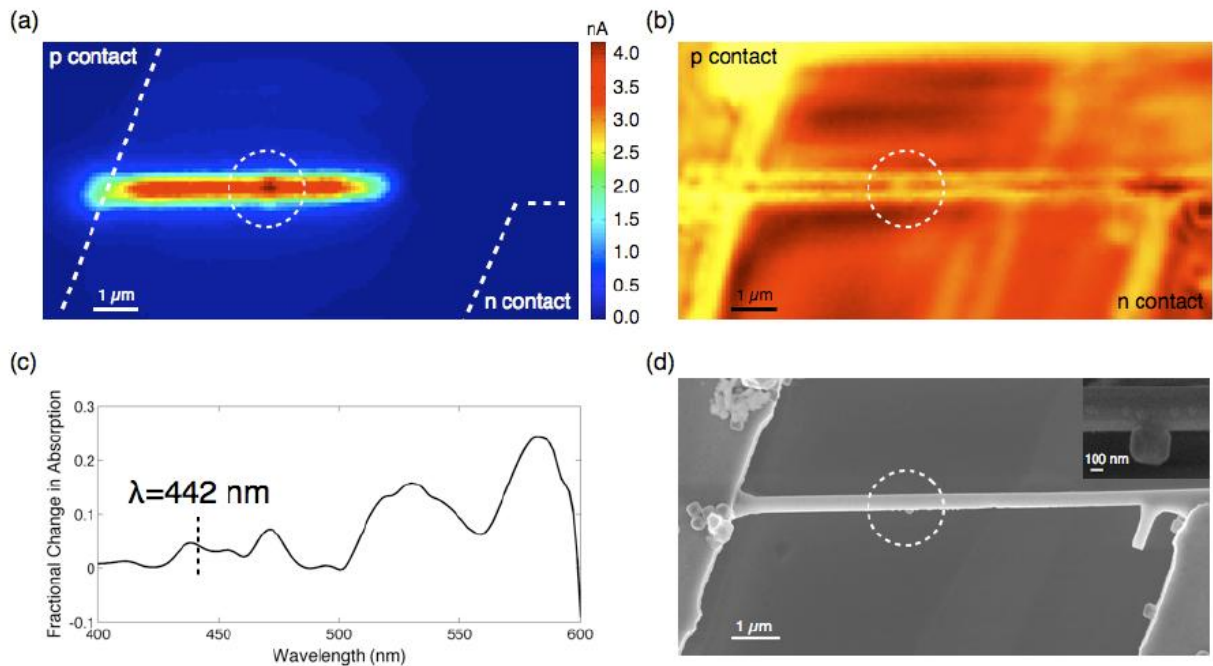 (a)
nA
p contact
4.0
3.5
3.0
2.5
2.0
1.5
1.0
0.5
0.0
1 µm
n contact
(b)
p contact
1 µm
n contact
(c)
Fractional Change in Absorption
0.3
0.2
0.1
0
-0.1
λ=442 nm
400
450
500
550
600
Wavelength (nm)
(d)
100 nm
1 µm